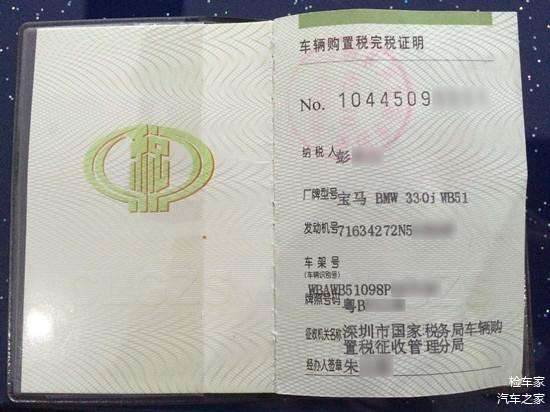 税
车辆购置税完税证明
No. 1044509
纳税人 彭
厂牌型号 宝马 BMW 330i WB51
发动机号 71634272N5
车架号
(车辆识别号)
WBAWB51098P
牌照号码 粤B
征收机关名称 深圳市国家税务局车辆购
置税征收管理分局
经办人签章 朱
检车家
汽车之家